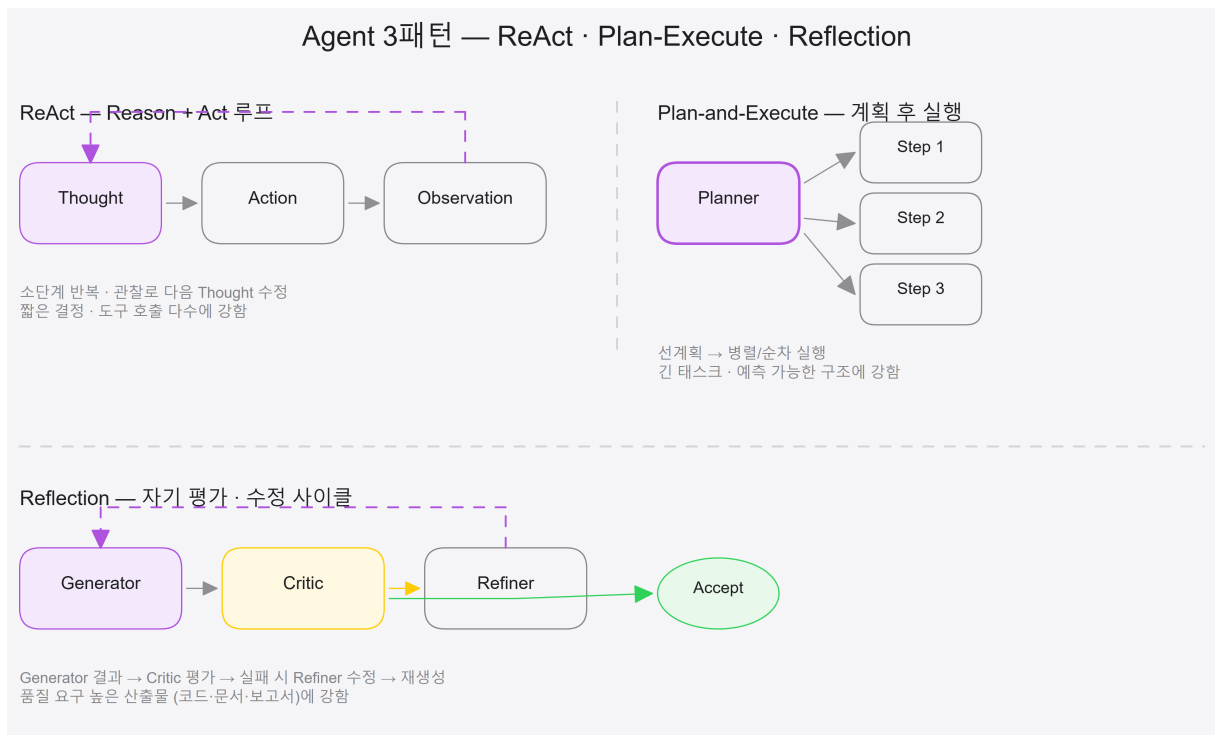 Agent 3패턴 — ReAct · Plan-Execute · Reflection
ReAct — Reason + Act 루프
Thought
Action
Observation
소단계 반복 · 관찰로 다음 Thought 수정
짧은 결정 · 도구 호출 다수에 강함
Plan-and-Execute — 계획 후 실행
Planner
Step 1
Step 2
Step 3
선계획 → 병렬/순차 실행
긴 태스크 · 예측 가능한 구조에 강함
Reflection — 자기 평가 · 수정 사이클
Generator
Critic
Refiner
Accept
Generator 결과 → Critic 평가 → 실패 시 Refiner 수정 → 재생성
품질 요구 높은 산출물 (코드·문서·보고서)에 강함